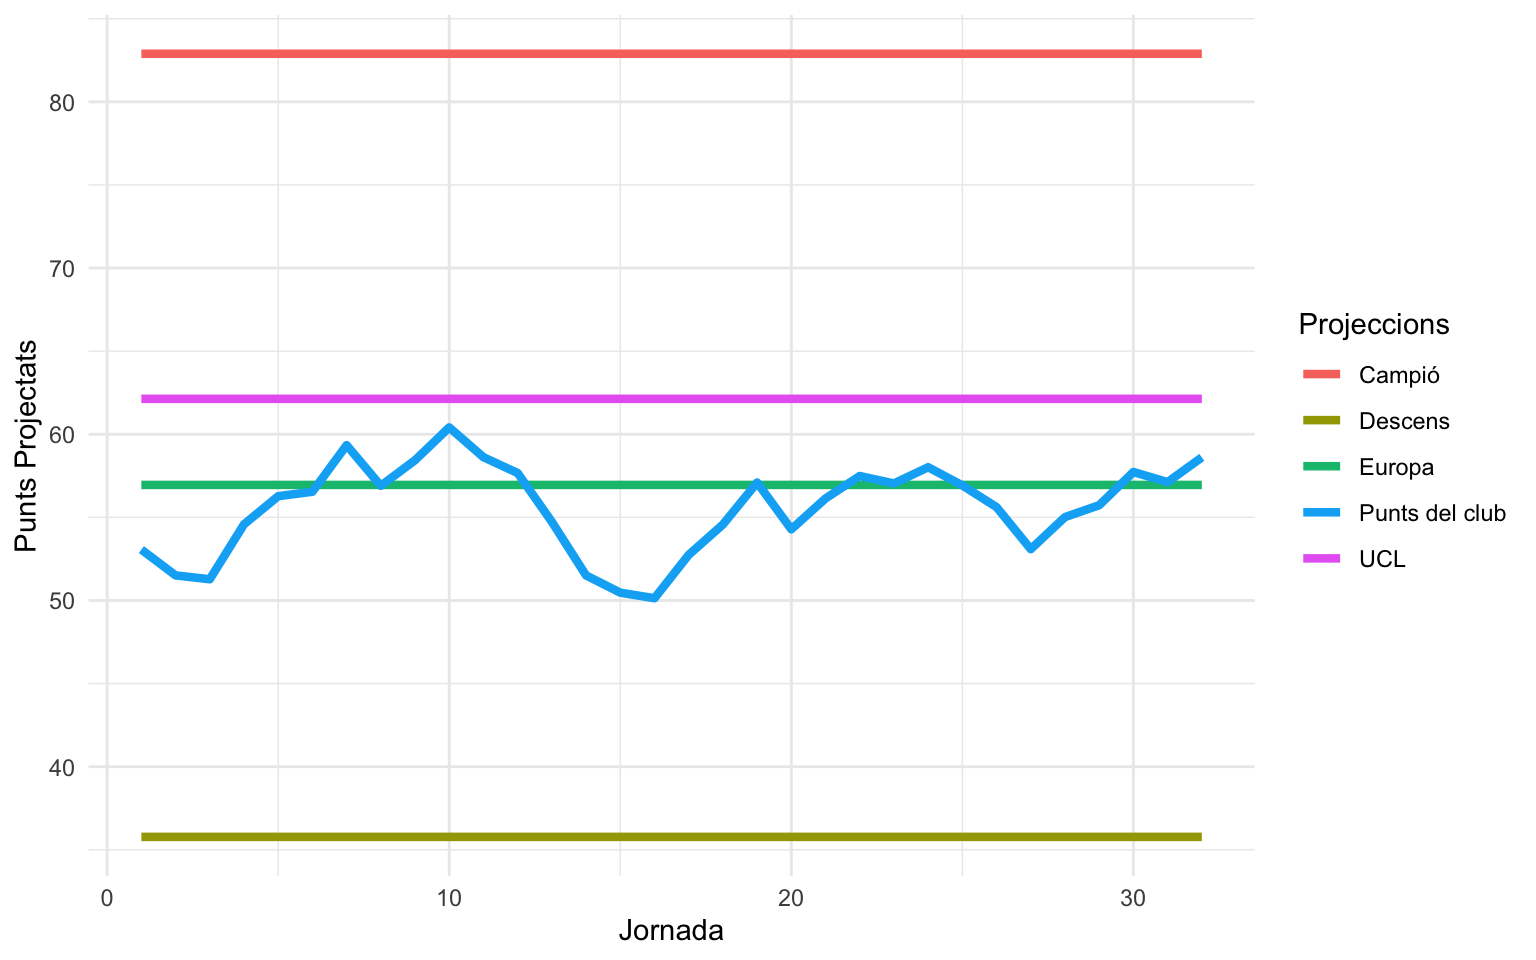 Punts Projectats
80
70
60
50
40
0
10
20
30
Jornada
Projeccions
Campió
Descens
Europa
Punts del club
UCL